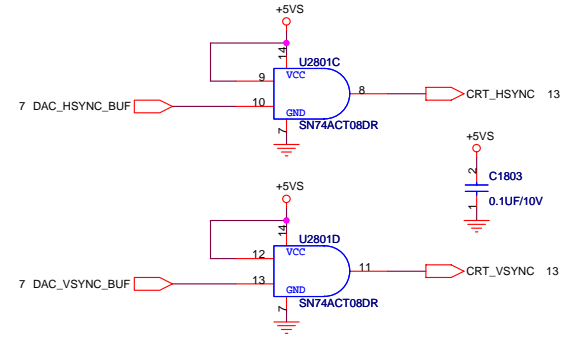 +5VS
14
U2801C
VCC
9
8
CRT_HSYNC 13
7 DAC_HSYNC_BUF
10
GND
SN74ACT08DR
7
+5VS
2
C1803
0.1UF/10V
1
+5VS
14
U2801D
VCC
12
11
CRT_VSYNC 13
7 DAC_VSYNC_BUF
13
GND
SN74ACT08DR
7